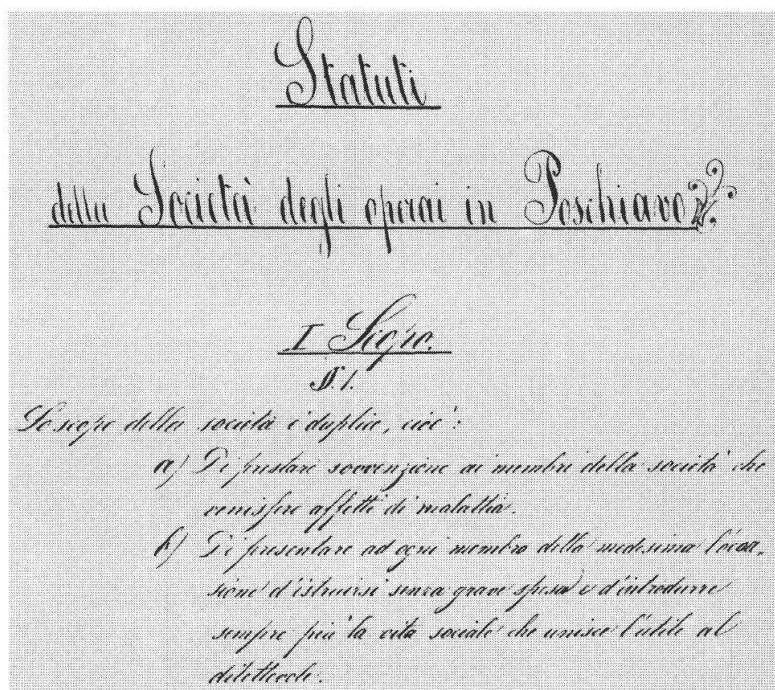 Statuti
della Società degli operai in Poschiavo
I Scopo.
§. 1.
Lo scopo della società è duplice, cioè:
a) Di prestare sovvenzione ai membri della società che
venissero affetti di malattia.
b) Di presentare ad ogni membro della medesima l'occa-
sione d'istruirsi senza grave spesa e d'introdurre
sempre più la vita sociale che unisce l'utile al
dilettevole.